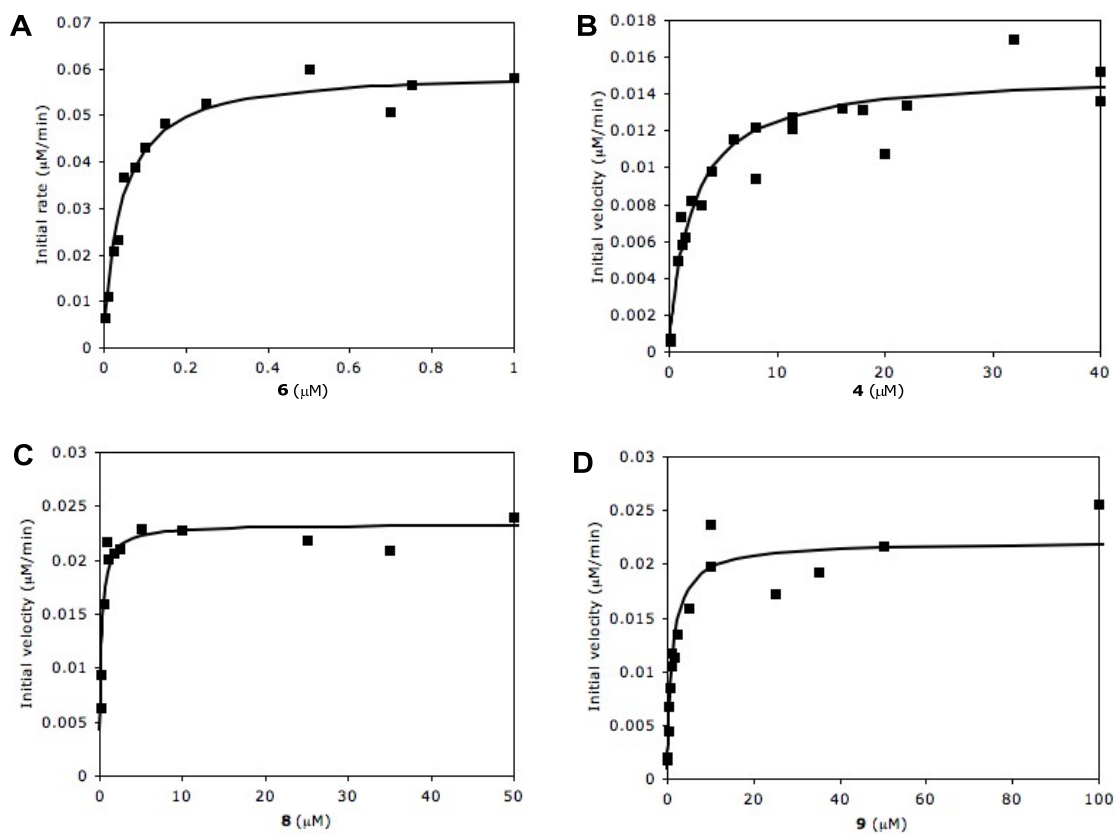 A
0.07
0.06
0.05
0.04
0.03
0.02
0.01
0
Initial rate (μM/min)
0 0.2 0.4 0.6 0.8 1
6 (μM)
B
0.018
0.016
0.014
0.012
0.01
0.008
0.006
0.004
0.002
0
Initial velocity (μM/min)
0 10 20 30 40
4 (μM)
C
0.03
0.025
0.02
0.015
0.01
0.005
0
Initial velocity (μM/min)
0 10 20 30 40 50
8 (μM)
D
0.03
0.025
0.02
0.015
0.01
0.005
0
Initial velocity (μM/min)
0 20 40 60 80 100
9 (μM)